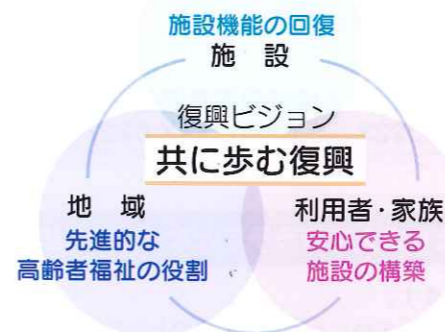 施設機能の回復
施 設
復興ビジョン
共に歩む復興
地 域
先進的な
高齢者福祉の役割
利用者・家族
安心できる
施設の構築